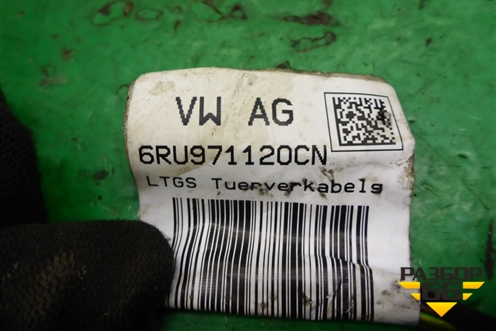 VW AG
6RU971120CN
LTGS Tuerverkabelg
РАЗБОР